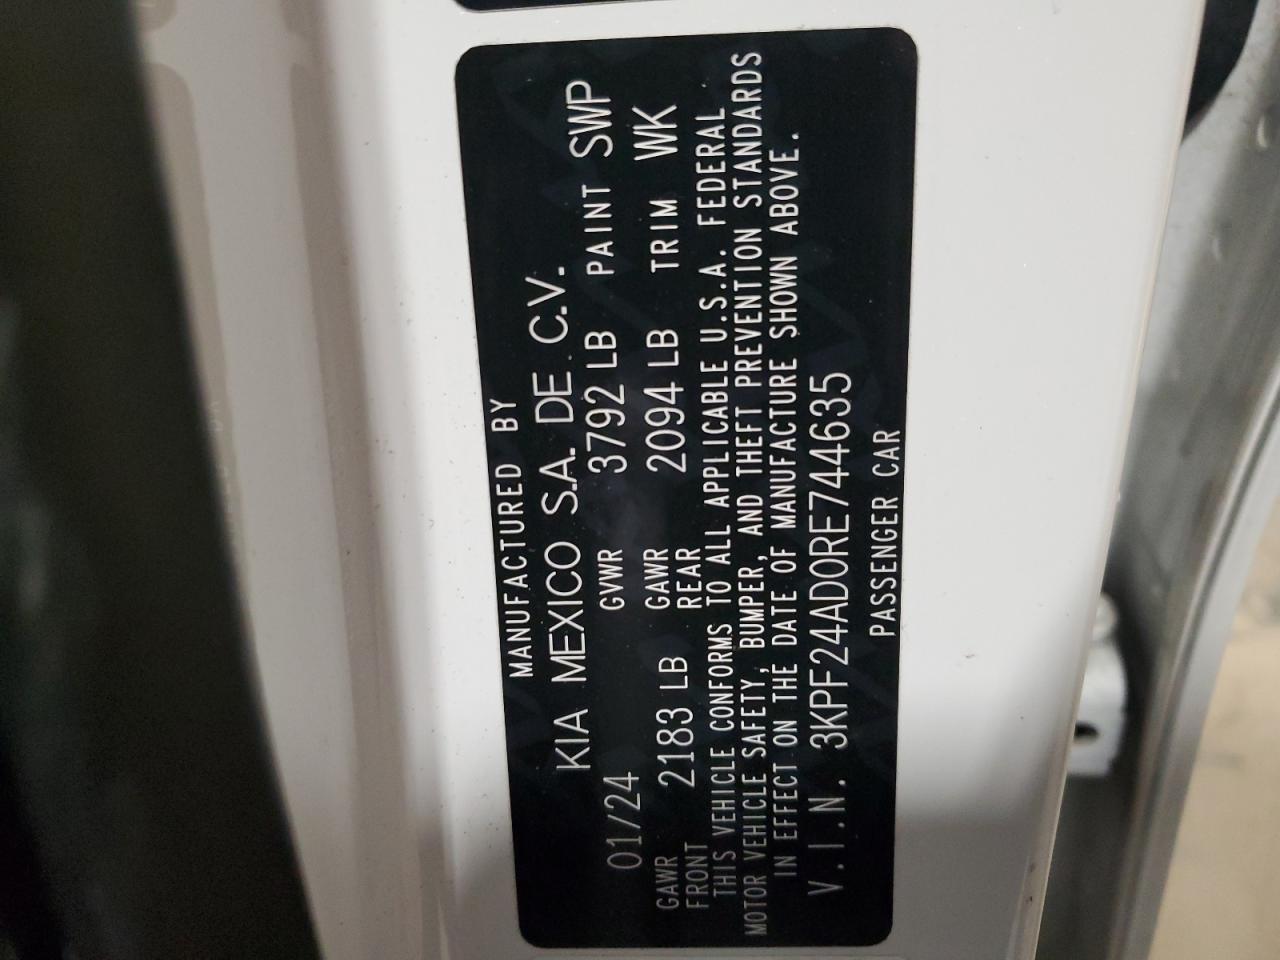 MANUFACTURED BY
KIA MEXICO S.A. DE C.V.
01/24 GVWR 3792 LB PAINT SWP
GAWR FRONT 2183 LB GAWR REAR 2094 LB TRIM WK
THIS VEHICLE CONFORMS TO ALL APPLICABLE U.S.A. FEDERAL
MOTOR VEHICLE SAFETY, BUMPER, AND THEFT PREVENTION STANDARDS
IN EFFECT ON THE DATE OF MANUFACTURE SHOWN ABOVE.
V.I.N. 3KPF24AD0RE744635
PASSENGER CAR